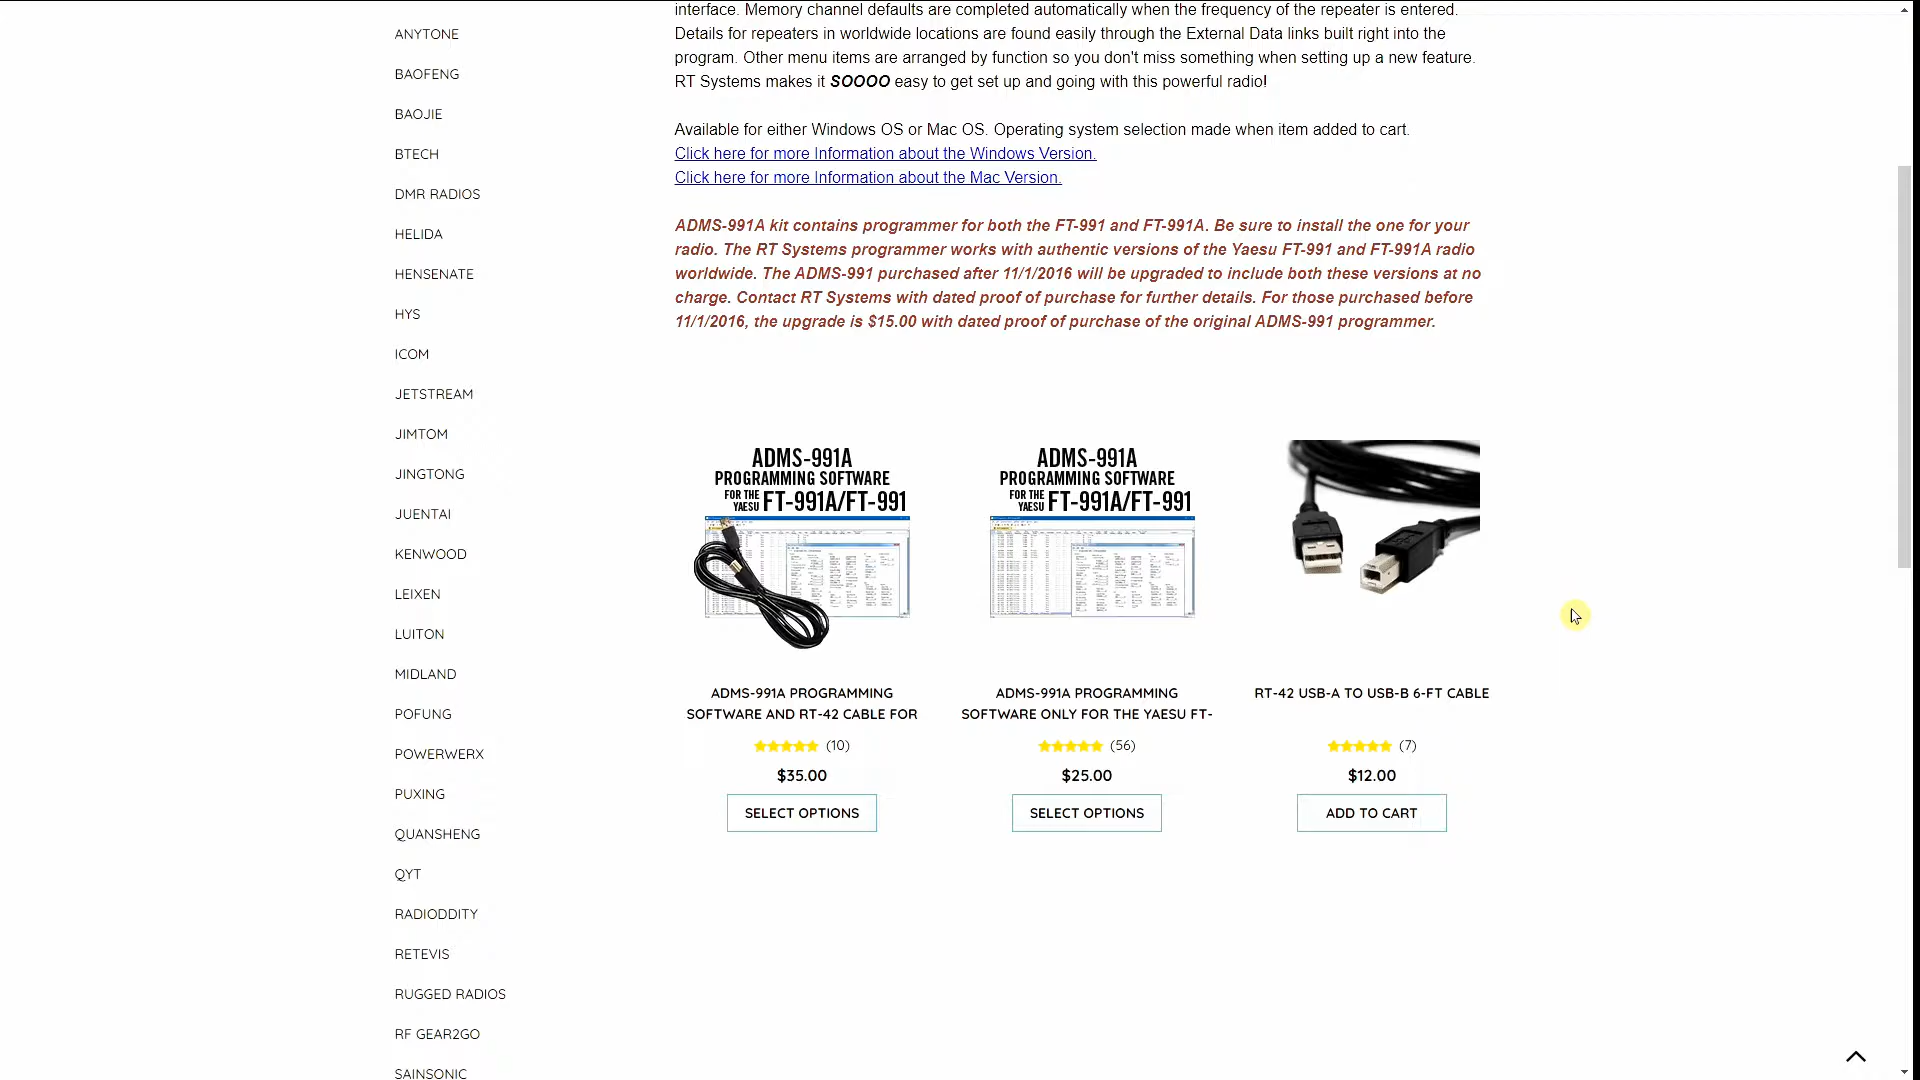 ANYTONE
BAOFENG
BAOJIE
BTECH
DMR RADIOS
HELIDA
HENSENATE
HYS
ICOM
JETSTREAM
JIMTOM
JINGTONG
JUENTAI
KENWOOD
LEIXEN
LUITON
MIDLAND
POFUNG
POWERWERX
PUXING
QUANSHENG
QYT
RADIODDITY
RETEVIS
RUGGED RADIOS
RF GEAR2GO
SAINSONIC
interface. Memory channel defaults are completed automatically when the frequency of the repeater is entered.
Details for repeaters in worldwide locations are found easily through the External Data links built right into the
program. Other menu items are arranged by function so you don't miss something when setting up a new feature.
RT Systems makes it SOOOO easy to get set up and going with this powerful radio!
Available for either Windows OS or Mac OS. Operating system selection made when item added to cart.
Click here for more Information about the Windows Version.
Click here for more Information about the Mac Version.
ADMS-991A kit contains programmer for both the FT-991 and FT-991A. Be sure to install the one for your
radio. The RT Systems programmer works with authentic versions of the Yaesu FT-991 and FT-991A radio
worldwide. The ADMS-991 purchased after 11/1/2016 will be upgraded to include both these versions at no
charge. Contact RT Systems with dated proof of purchase for further details. For those purchased before
11/1/2016, the upgrade is $15.00 with dated proof of purchase of the original ADMS-991 programmer.
ADMS-991A
PROGRAMMING SOFTWARE
FOR THE YAESU FT-991A/FT-991
ADMS-991A PROGRAMMING
SOFTWARE AND RT-42 CABLE FOR
(10)
$35.00
SELECT OPTIONS
ADMS-991A
PROGRAMMING SOFTWARE
FOR THE YAESU FT-991A/FT-991
ADMS-991A PROGRAMMING
SOFTWARE ONLY FOR THE YAESU FT-
(56)
$25.00
SELECT OPTIONS
RT-42 USB-A TO USB-B 6-FT CABLE
(7)
$12.00
ADD TO CART